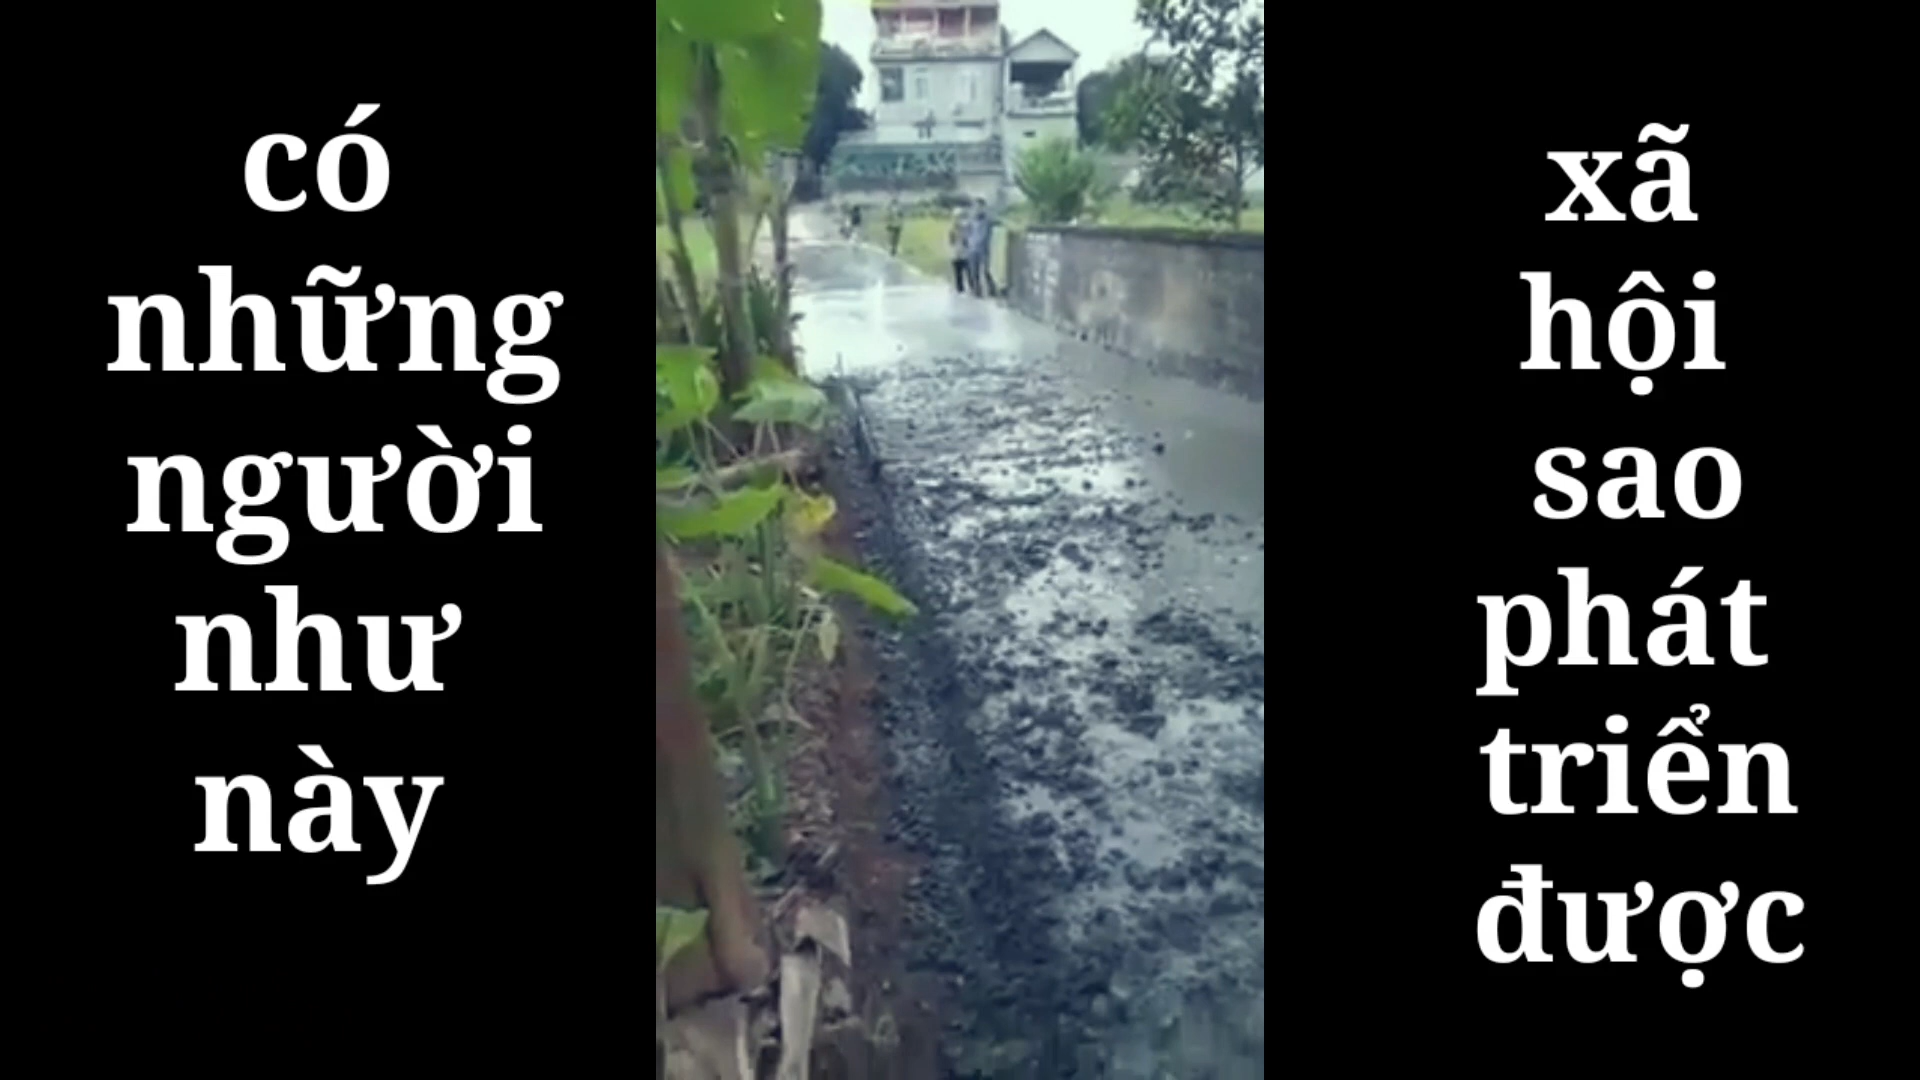 có
những
người
như
này
xã
hội
sao
phát
triển
được